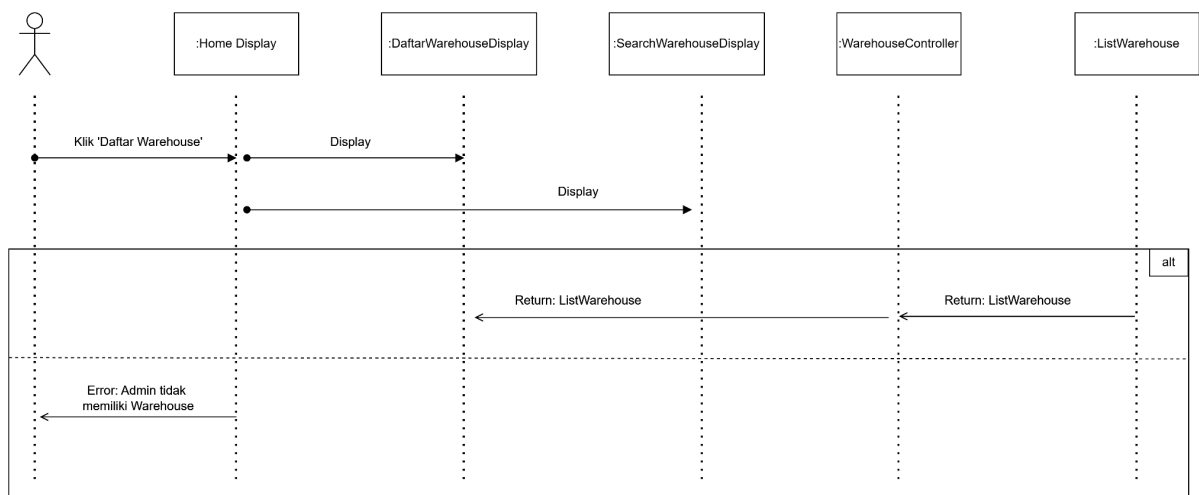 :Home Display
:DaftarWarehouseDisplay
:SearchWarehouseDisplay
:WarehouseController
:ListWarehouse
Klik 'Daftar Warehouse'
Display
Display
alt
Return: ListWarehouse
Return: ListWarehouse
Error: Admin tidak
memiliki Warehouse